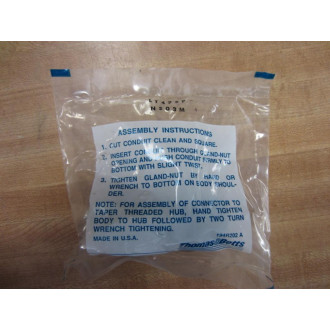 ASSEMBLY INSTRUCTIONS
1. CUT CONDUIT CLEAN AND SQUARE.
2. INSERT CONDUIT THROUGH GLAND-NUT
OPENING AND PUSH CONDUIT FIRMLY TO
BOTTOM WITH SLIGHT TWIST.
3. TIGHTEN GLAND-NUT BY HAND OR
WRENCH TO BOTTOM ON BODY SHOUL-
DER.
NOTE: FOR ASSEMBLY OF CONNECTOR TO
TAPER THREADED HUB, HAND TIGHTEN
BODY TO HUB FOLLOWED BY TWO TURN
WRENCH TIGHTENING.
MADE IN U.S.A.
Thomas & Betts